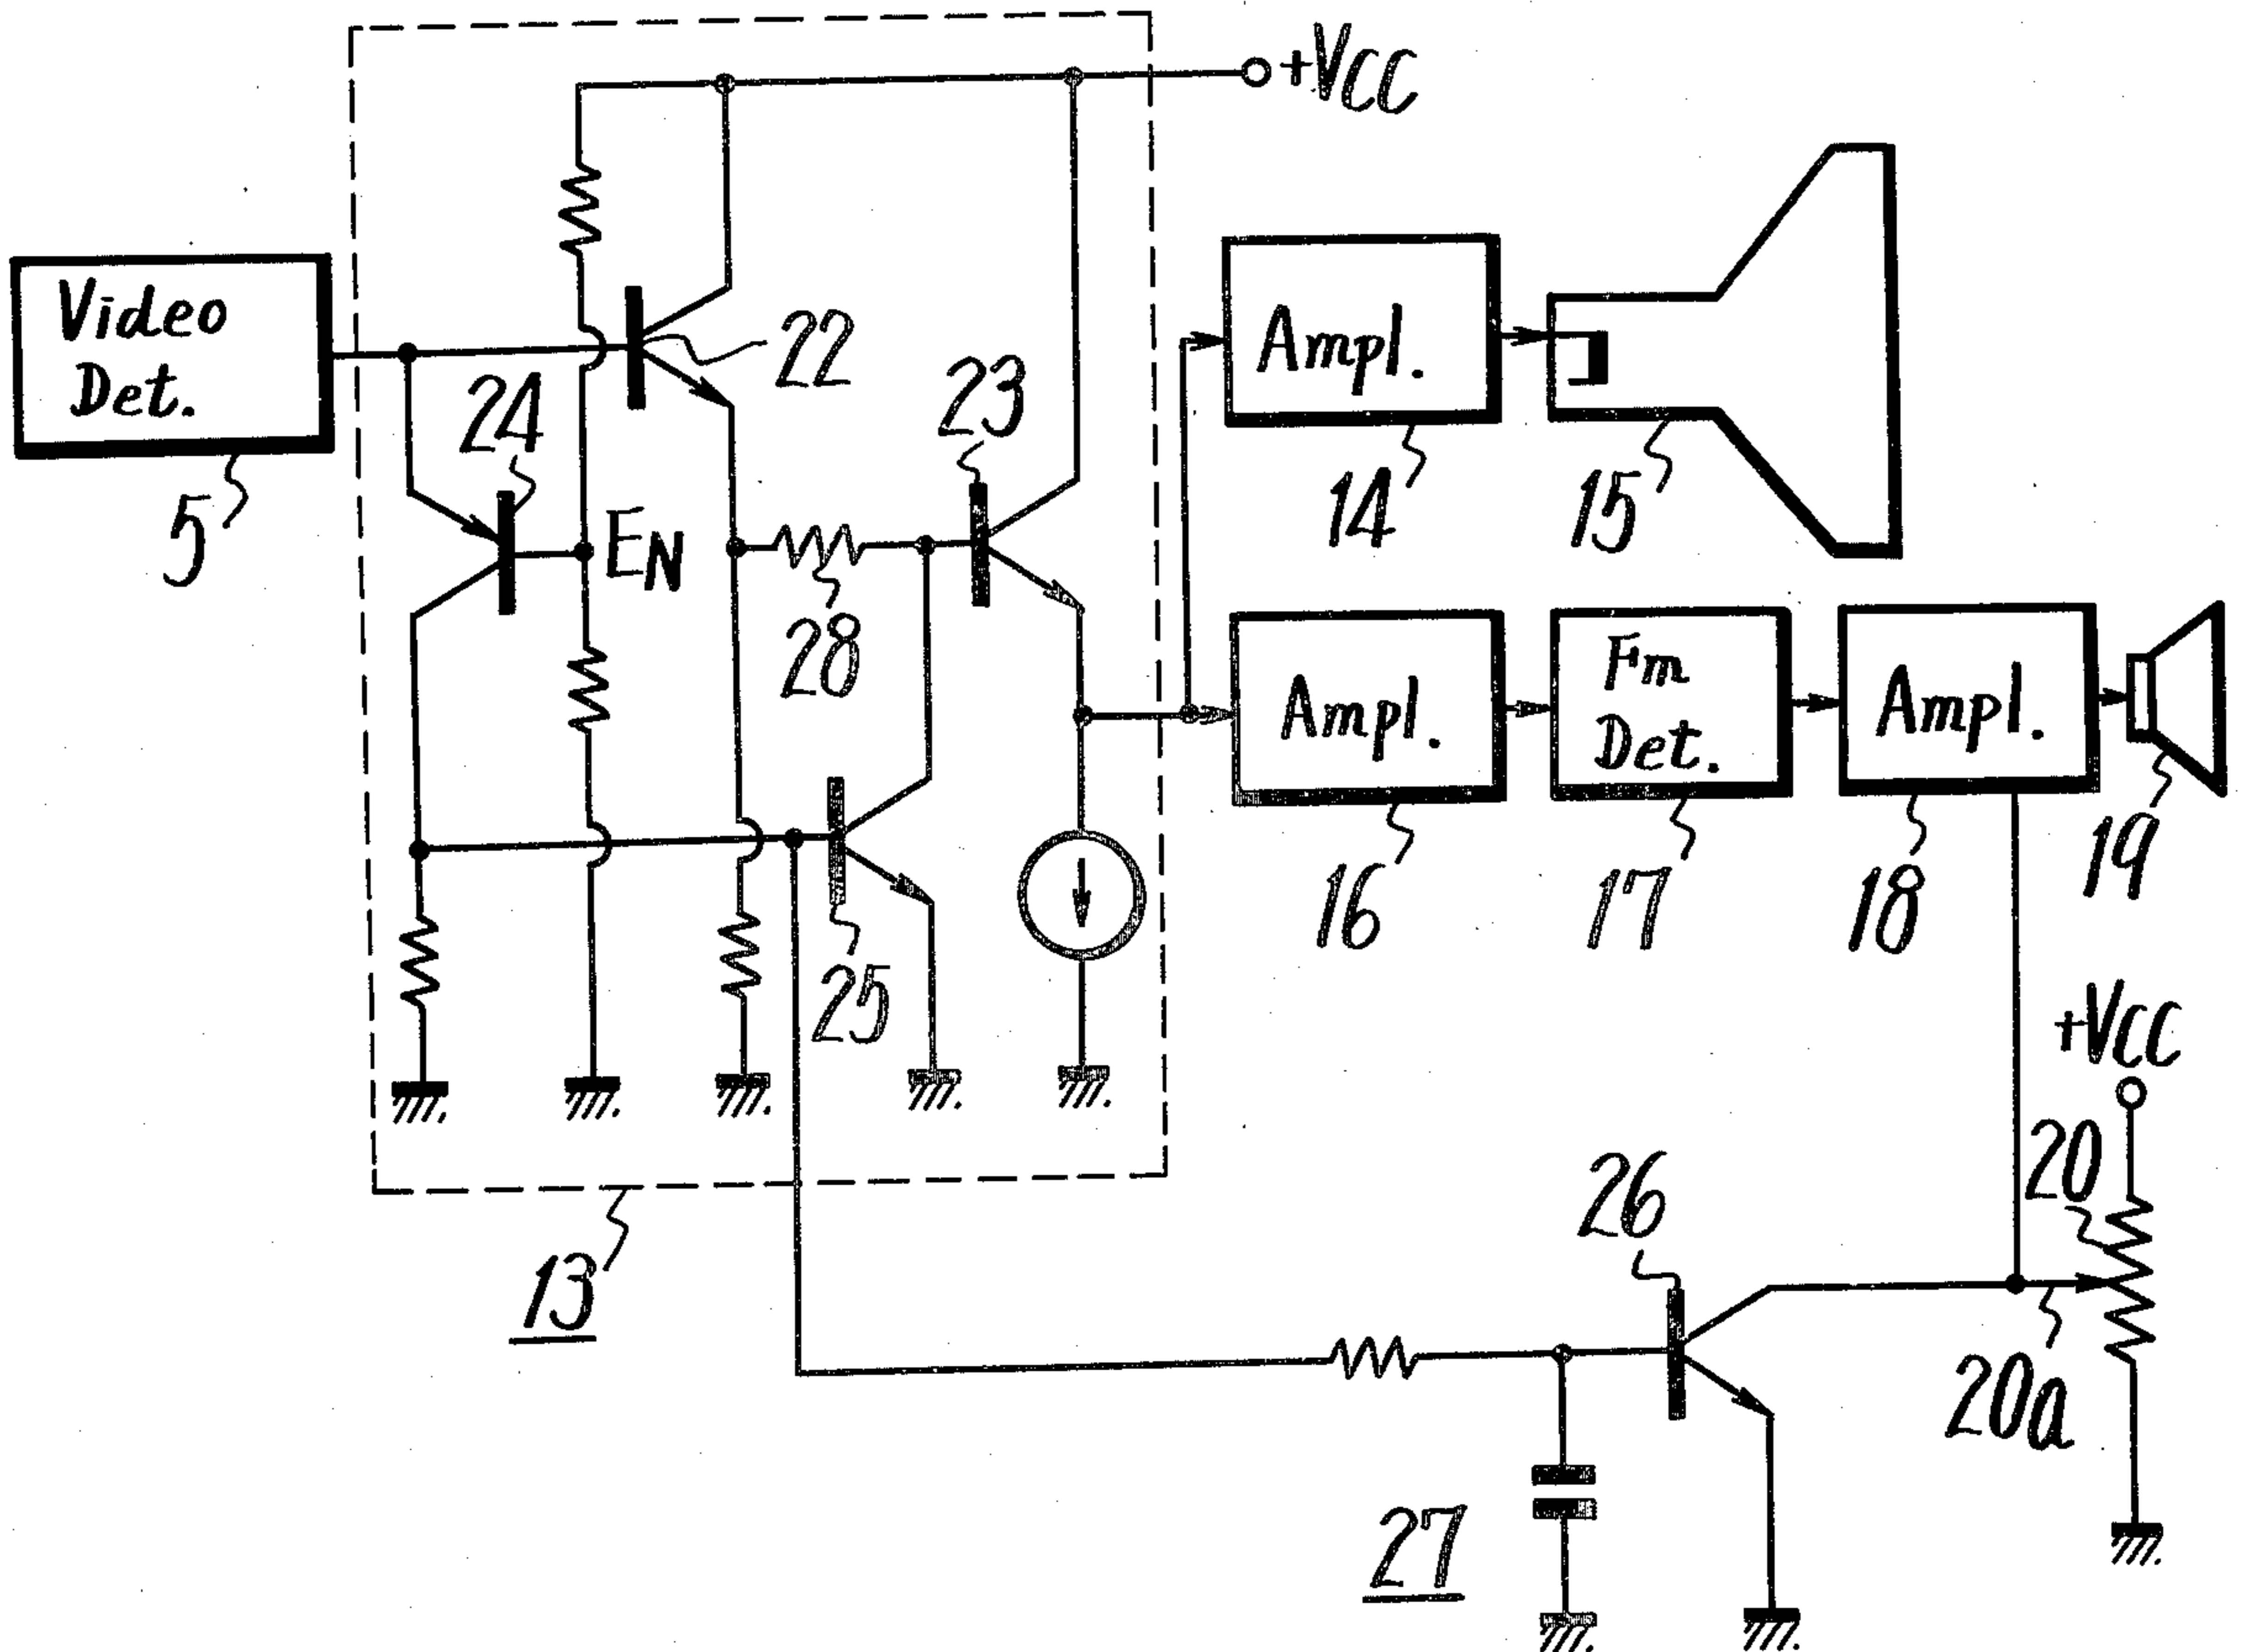 +VCC
Video
Det.
5
24
22
23
EN
28
25
13
Ampl.
14
15
Ampl.
16
Fm
Det.
17
Ampl.
18
19
+VCC
20
20a
26
27